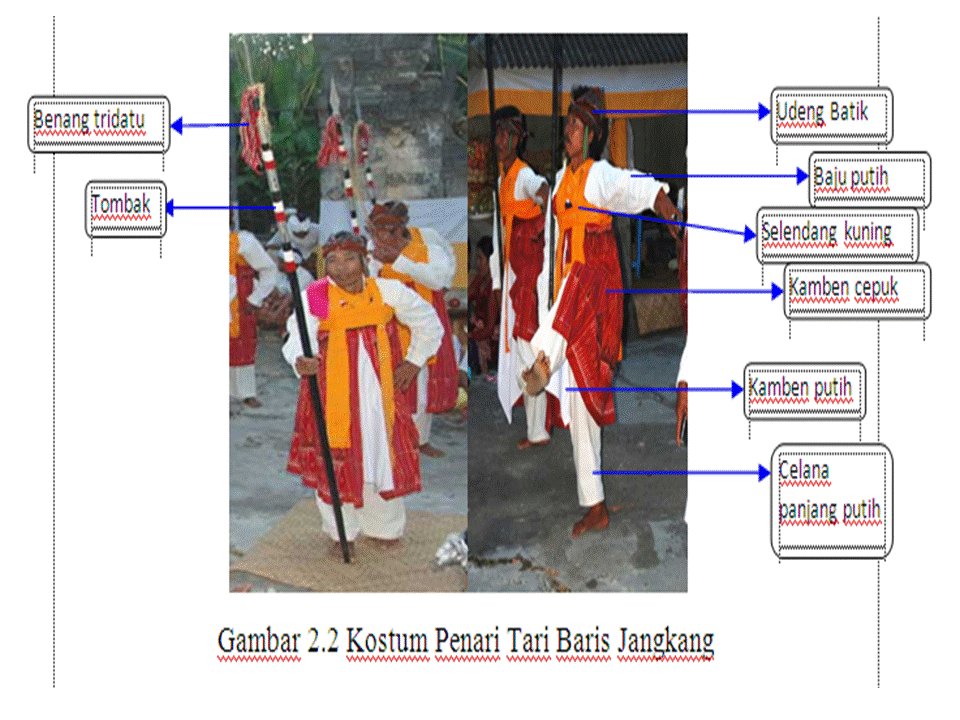 Benang tridatu
Tombak
Udeng Batik
Baju putih
Selendang kuning
Kamben cepuk
Kamben putih
Celana
panjang putih
Gambar 2.2 Kostum Penari Tari Baris Jangkang